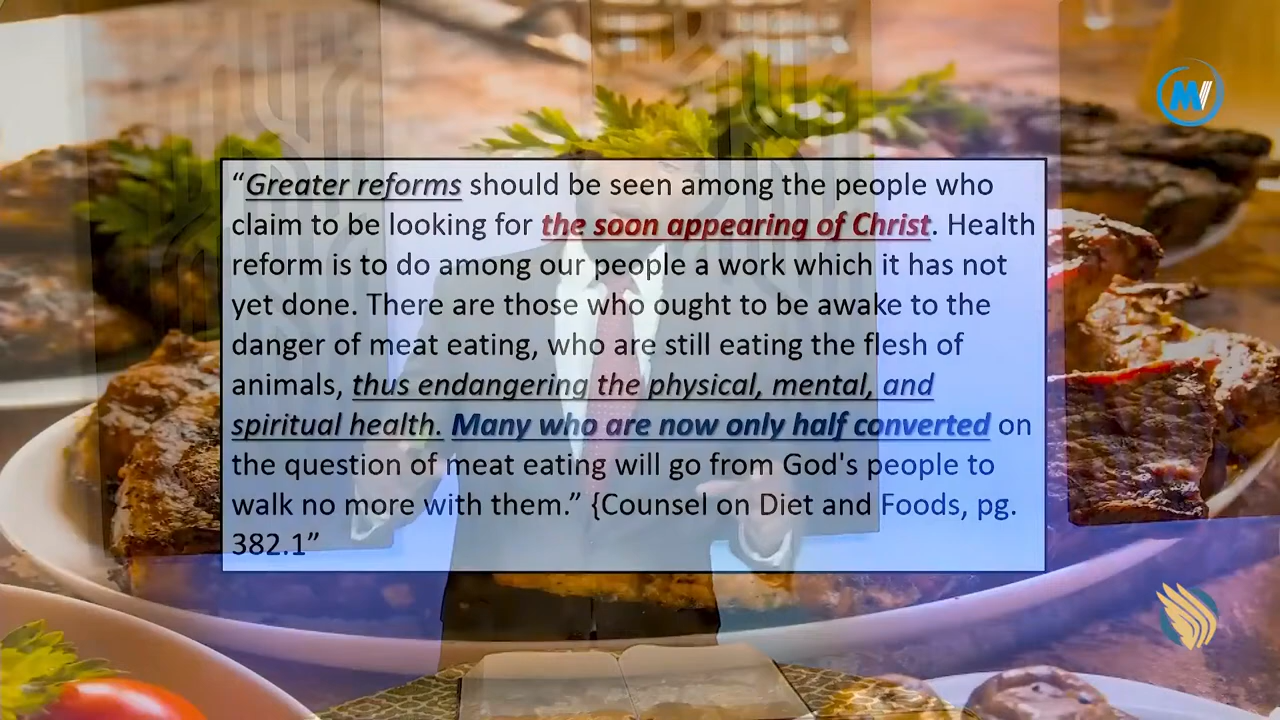 “Greater reforms should be seen among the people who
claim to be looking for the soon appearing of Christ. Health
reform is to do among our people a work which it has not
yet done. There are those who ought to be awake to the
danger of meat eating, who are still eating the flesh of
animals, thus endangering the physical, mental, and
spiritual health. Many who are now only half converted on
the question of meat eating will go from God's people to
walk no more with them.” {Counsel on Diet and Foods, pg.
382.1”
MV